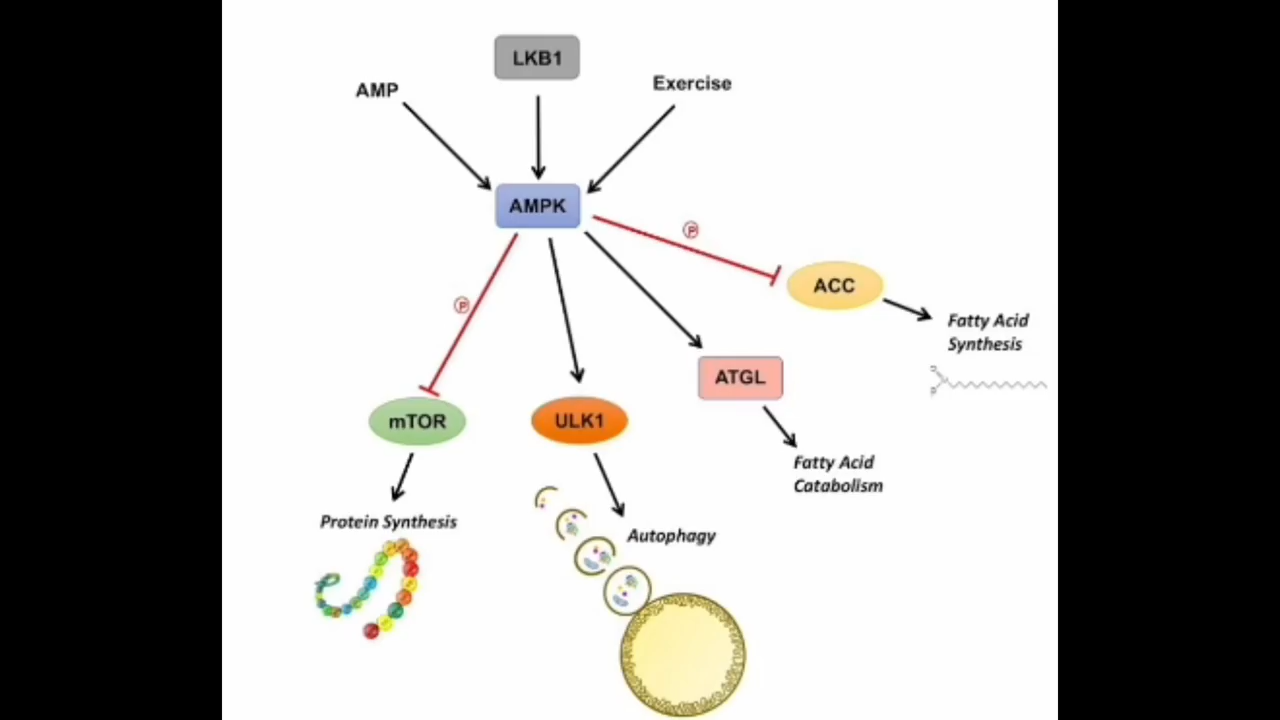 LKB1
AMP
Exercise
AMPK
P
ACC
P
Fatty Acid
Synthesis
ATGL
mTOR
ULK1
Fatty Acid
Catabolism
Protein Synthesis
Autophagy